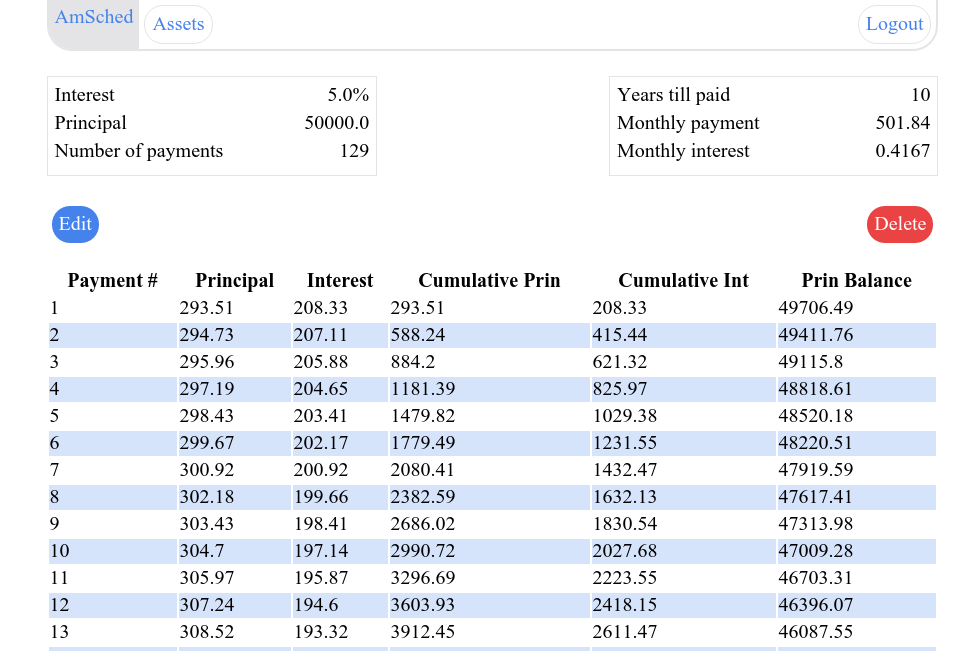 AmSched Assets Logout
Interest 5.0% Years till paid 10
Principal 50000.0 Monthly payment 501.84
Number of payments 129 Monthly interest 0.4167
Edit Delete
Payment # Principal Interest Cumulative Prin Cumulative Int Prin Balance
1 293.51 208.33 293.51 208.33 49706.49
2 294.73 207.11 588.24 415.44 49411.76
3 295.96 205.88 884.2 621.32 49115.8
4 297.19 204.65 1181.39 825.97 48818.61
5 298.43 203.41 1479.82 1029.38 48520.18
6 299.67 202.17 1779.49 1231.55 48220.51
7 300.92 200.92 2080.41 1432.47 47919.59
8 302.18 199.66 2382.59 1632.13 47617.41
9 303.43 198.41 2686.02 1830.54 47313.98
10 304.7 197.14 2990.72 2027.68 47009.28
11 305.97 195.87 3296.69 2223.55 46703.31
12 307.24 194.6 3603.93 2418.15 46396.07
13 308.52 193.32 3912.45 2611.47 46087.55